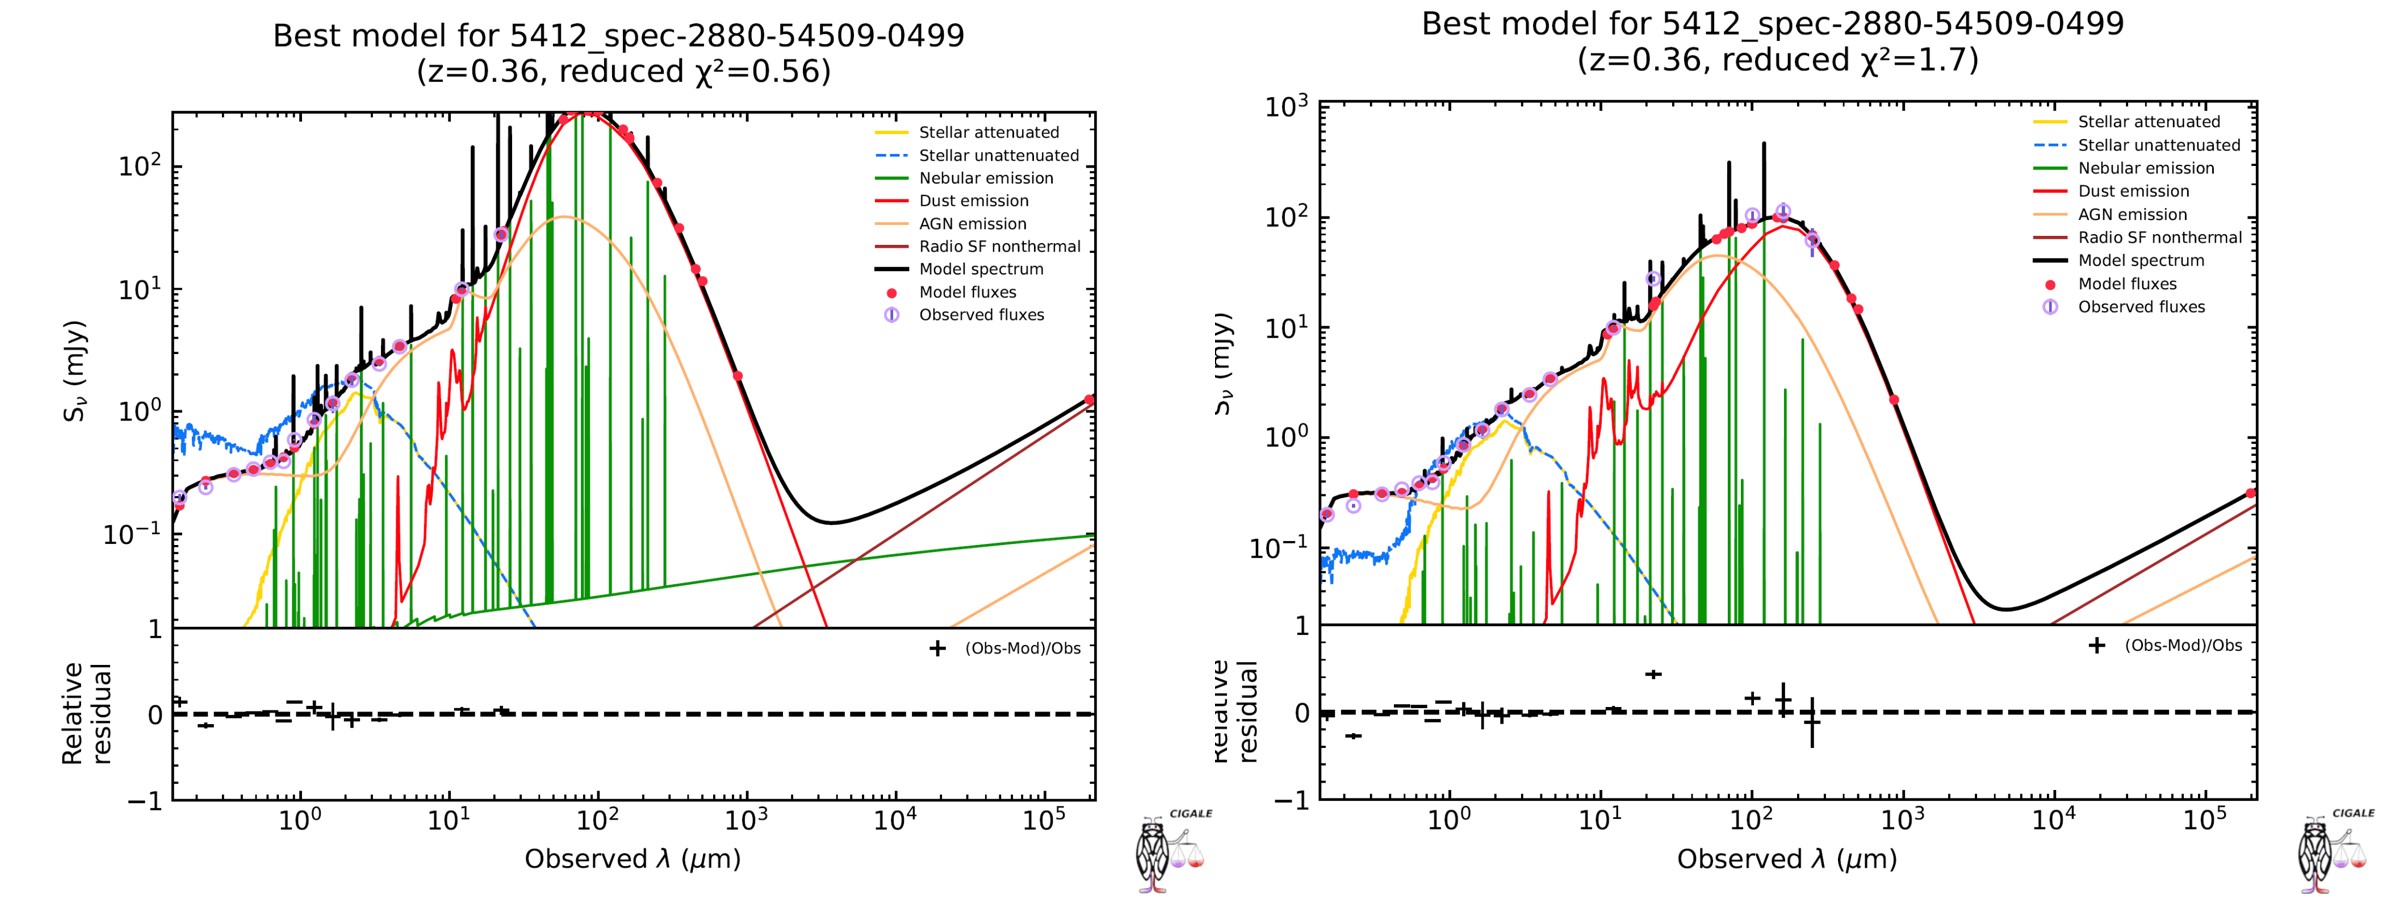 Best model for 5412_spec-2880-54509-0499
(z=0.36, reduced χ²=0.56)
10²
10¹
10⁰
10⁻¹
Sν (mJy)
Stellar attenuated
Stellar unattenuated
Nebular emission
Dust emission
AGN emission
Radio SF nonthermal
Model spectrum
Model fluxes
Observed fluxes
1
0
−1
Relative
residual
(Obs-Mod)/Obs
10⁰ 10¹ 10² 10³ 10⁴ 10⁵
Observed λ (μm)
CIGALE
Best model for 5412_spec-2880-54509-0499
(z=0.36, reduced χ²=1.7)
10³
10²
10¹
10⁰
10⁻¹
Sν (mJy)
Stellar attenuated
Stellar unattenuated
Nebular emission
Dust emission
AGN emission
Radio SF nonthermal
Model spectrum
Model fluxes
Observed fluxes
1
0
−1
Relative
residual
(Obs-Mod)/Obs
10⁰ 10¹ 10² 10³ 10⁴ 10⁵
Observed λ (μm)
CIGALE